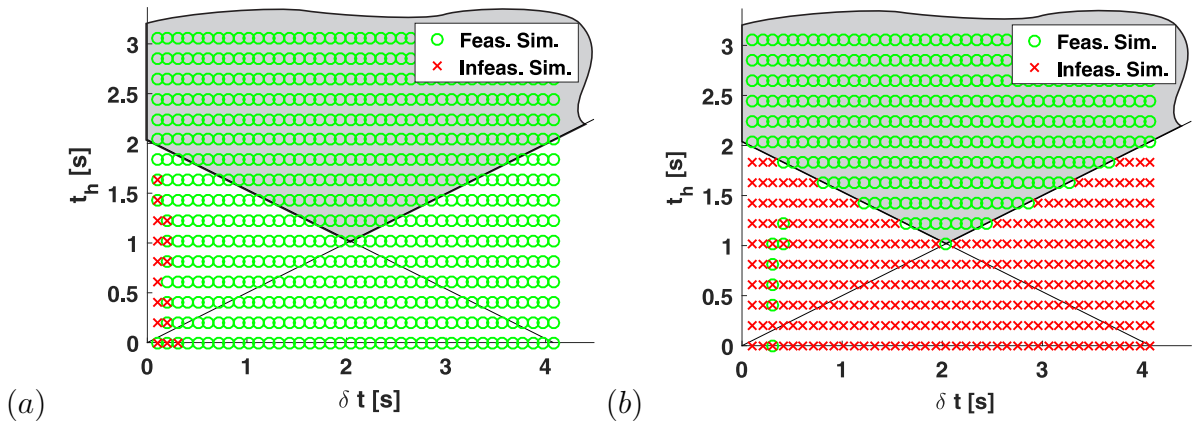 3
2.5
2
1.5
1
0.5
0
t_h [s]
0 1 2 3 4
δ t [s]
Feas. Sim.
Infeas. Sim.
(a)
3
2.5
2
1.5
1
0.5
0
t_h [s]
0 1 2 3 4
δ t [s]
Feas. Sim.
Infeas. Sim.
(b)